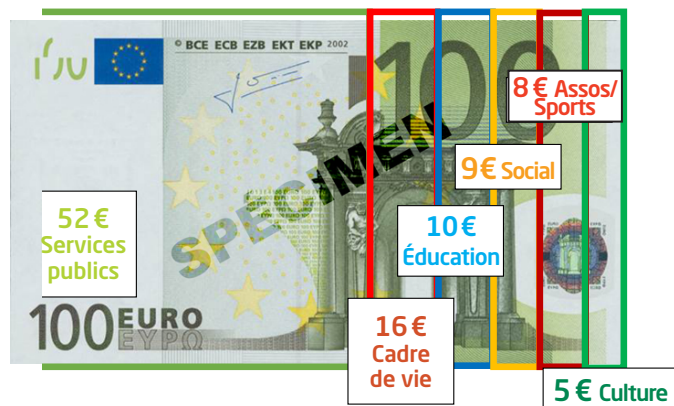 © BCE ECB EZB EKT EKP 2002
100
8 € Assos/
Sports
SPECIMEN
9 € Social
52 €
Services
publics
10 €
Éducation
100 EURO
ΕΥΡΩ
16 €
Cadre
de vie
5 € Culture